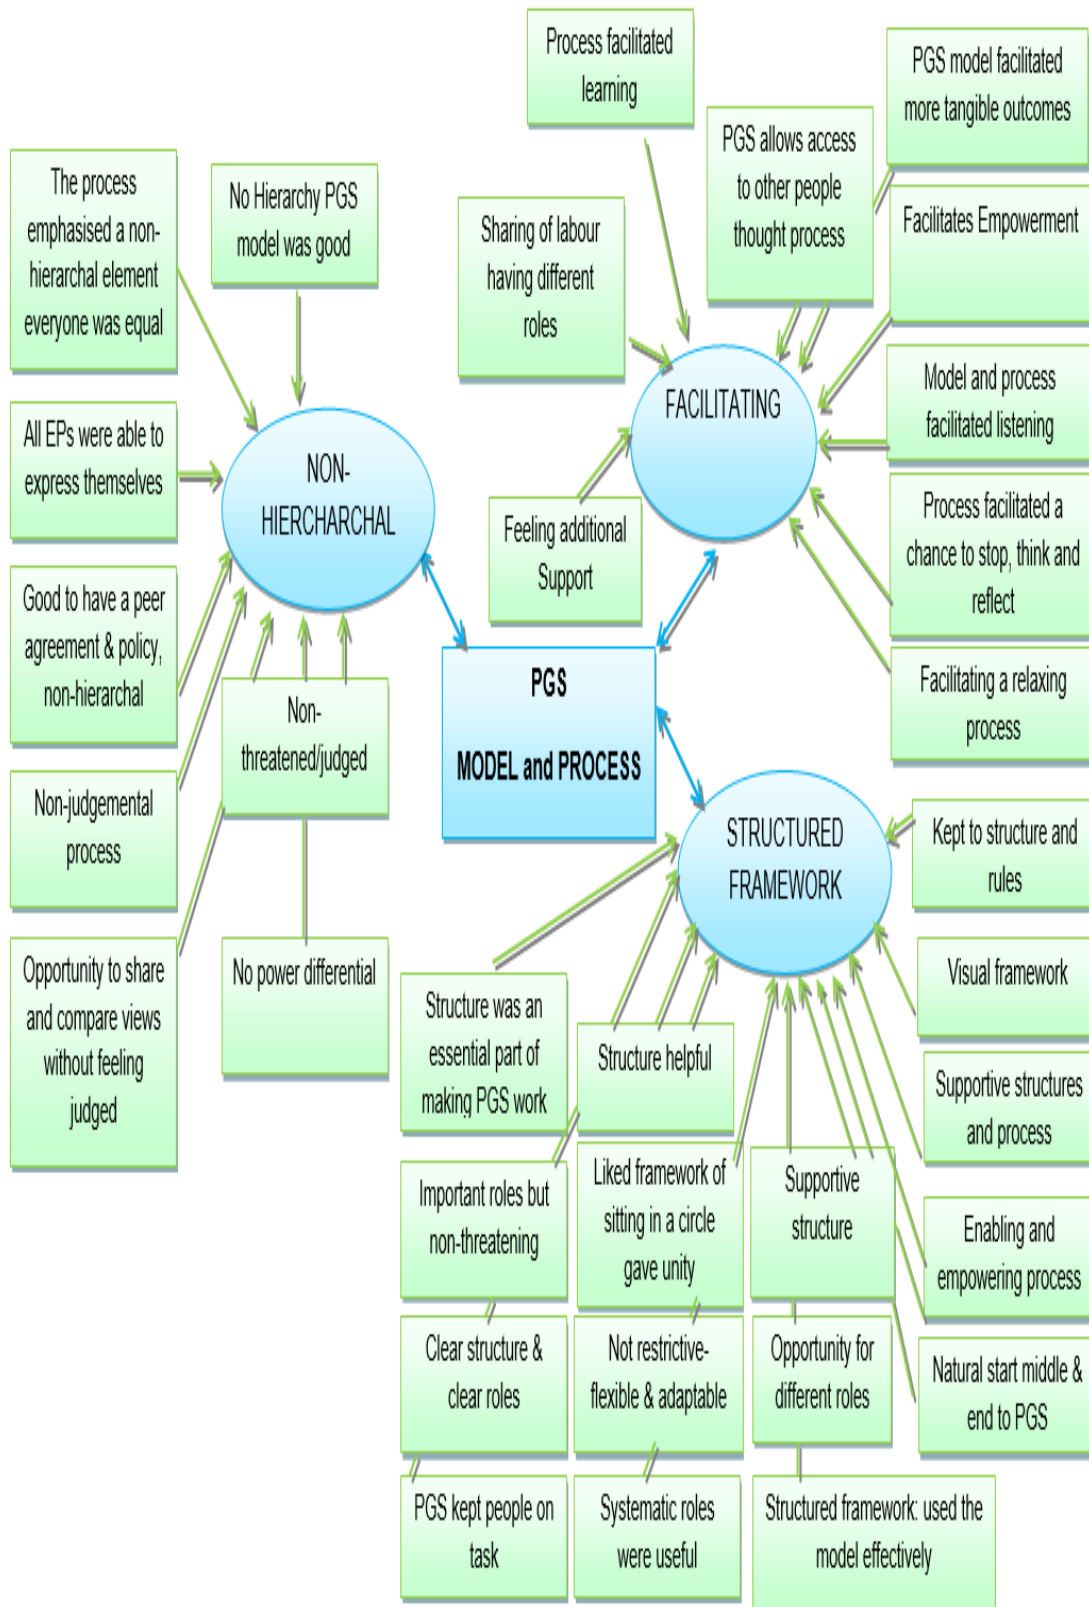 Process facilitated
learning
PGS model facilitated
more tangible outcomes
PGS allows access
to other people
thought process
The process
emphasised a non-
hierarchal element
everyone was equal
No Hierarchy PGS
model was good
Sharing of labour
having different
roles
Facilitates Empowerment
FACILITATING
Model and process
facilitated listening
All EPs were able to
express themselves
NON-
HIERCHARCHAL
Feeling additional
Support
Process facilitated a
chance to stop, think and
reflect
Good to have a peer
agreement & policy,
non-hierarchal
Non-
threatened/judged
PGS
MODEL and PROCESS
Facilitating a relaxing
process
Non-judgemental
process
STRUCTURED
FRAMEWORK
Kept to structure and
rules
Opportunity to share
and compare views
without feeling
judged
No power differential
Structure was an
essential part of
making PGS work
Structure helpful
Visual framework
Supportive structures
and process
Important roles but
non-threatening
Liked framework of
sitting in a circle
gave unity
Supportive
structure
Enabling and
empowering process
Clear structure &
clear roles
Not restrictive-
flexible & adaptable
Opportunity for
different roles
Natural start middle &
end to PGS
PGS kept people on
task
Systematic roles
were useful
Structured framework: used the
model effectively